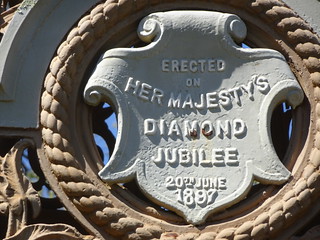 ERECTED
ON
HER MAJESTY'S
DIAMOND
JUBILEE
20TH JUNE
1897